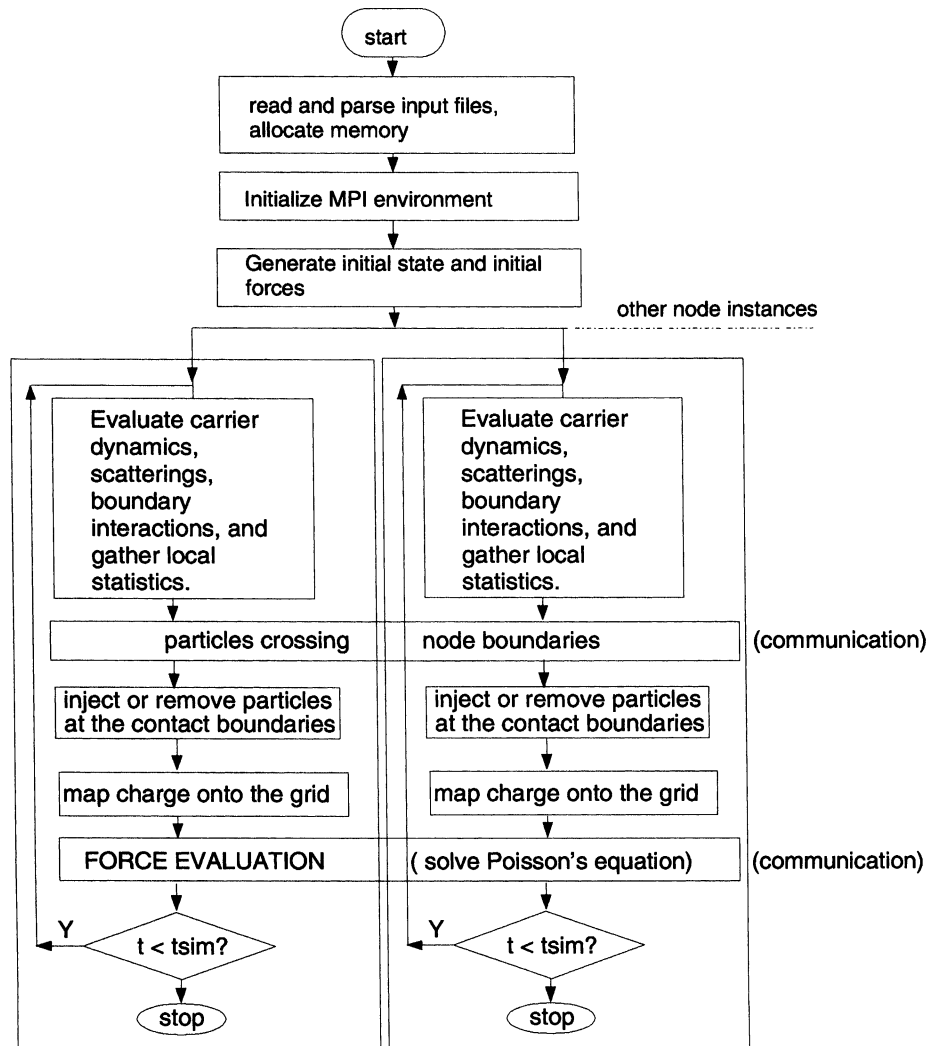 start
read and parse input files,
allocate memory
Initialize MPI environment
Generate initial state and initial
forces
other node instances
Evaluate carrier
dynamics,
scatterings,
boundary
interactions, and
gather local
statistics.
Evaluate carrier
dynamics,
scatterings,
boundary
interactions, and
gather local
statistics.
particles crossing node boundaries (communication)
inject or remove particles
at the contact boundaries
inject or remove particles
at the contact boundaries
map charge onto the grid
map charge onto the grid
FORCE EVALUATION ( solve Poisson's equation) (communication)
Y
t < tsim?
Y
t < tsim?
stop
stop